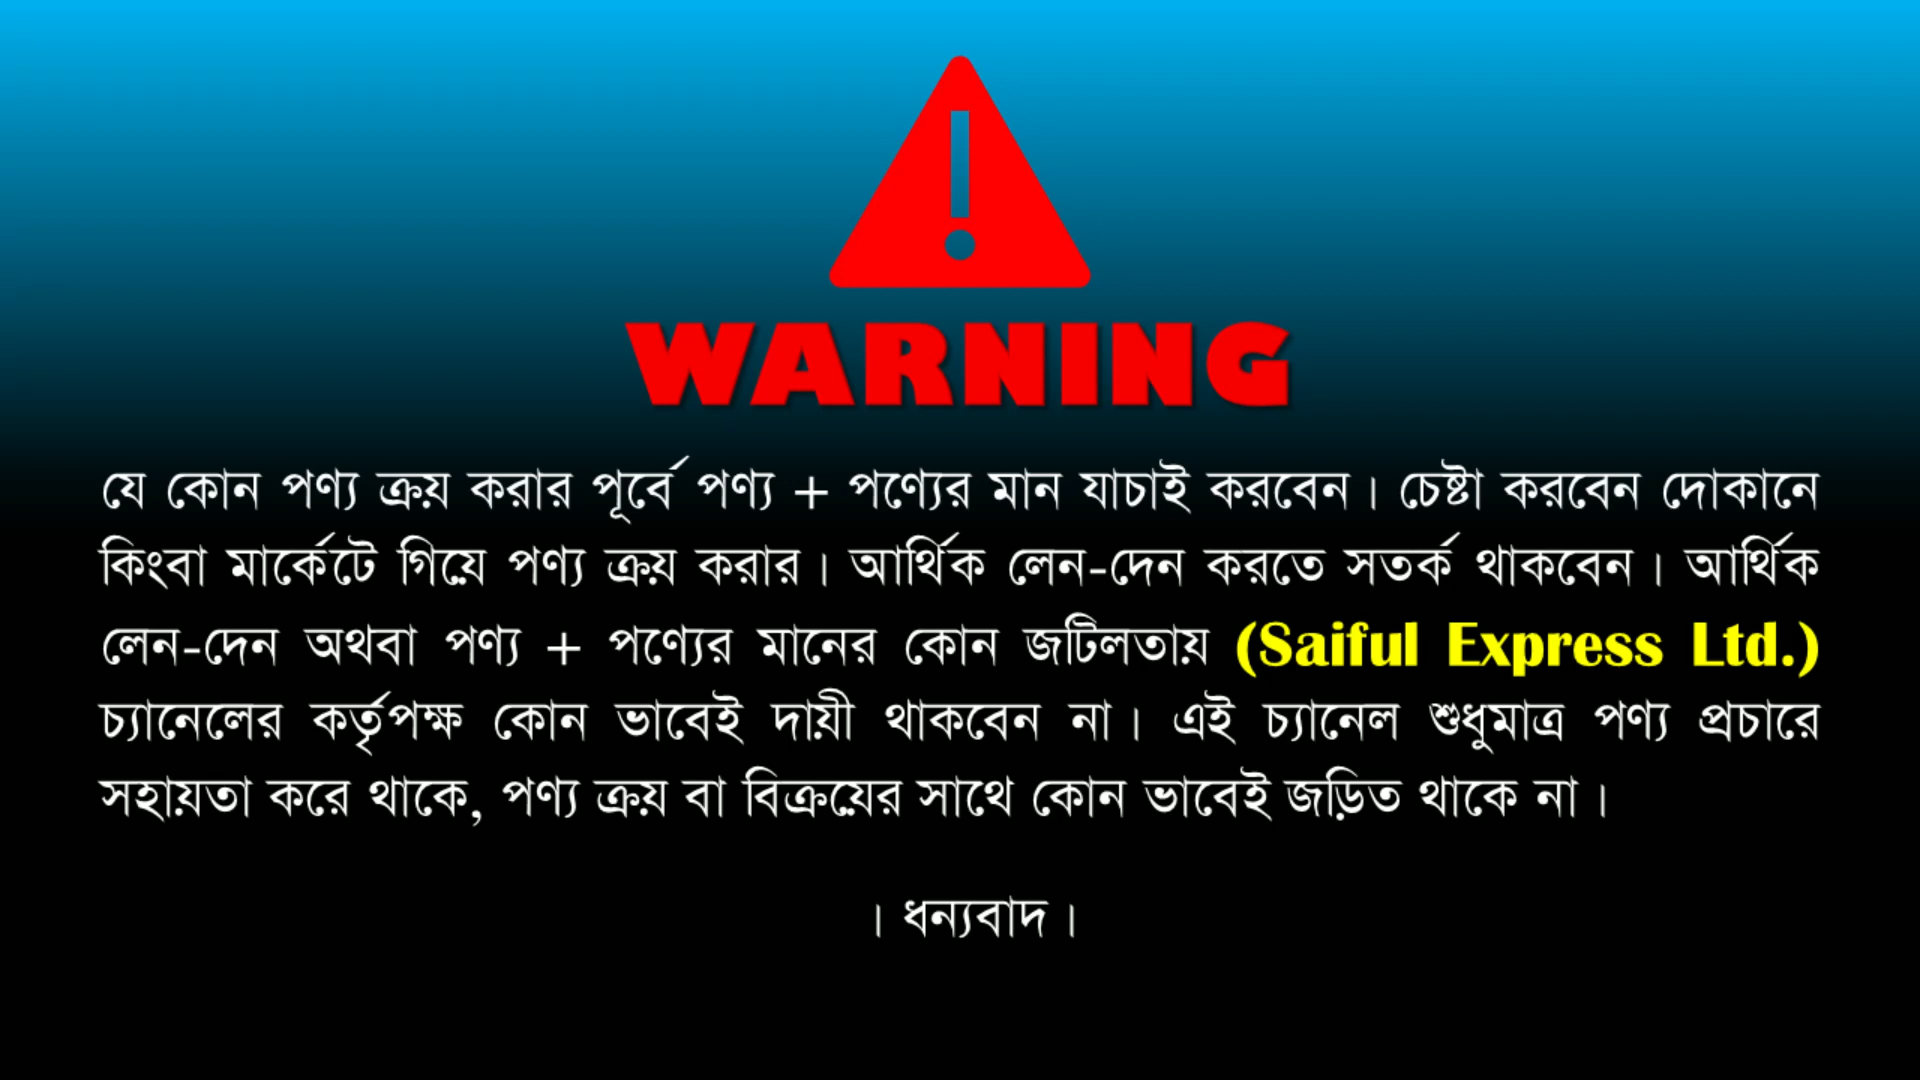 WARNING
যে কোন পণ্য ক্রয় করার পূর্বে পণ্য + পণ্যের মান যাচাই করবেন। চেষ্টা করবেন দোকানে
কিংবা মার্কেটে গিয়ে পণ্য ক্রয় করার। আর্থিক লেন-দেন করতে সতর্ক থাকবেন। আর্থিক
লেন-দেন অথবা পণ্য + পণ্যের মানের কোন জটিলতায় (Saiful Express Ltd.)
চ্যানেলের কর্তৃপক্ষ কোন ভাবেই দায়ী থাকবেন না। এই চ্যানেল শুধুমাত্র পণ্য প্রচারে
সহায়তা করে থাকে, পণ্য ক্রয় বা বিক্রয়ের সাথে কোন ভাবেই জড়িত থাকে না।
। ধন্যবাদ।